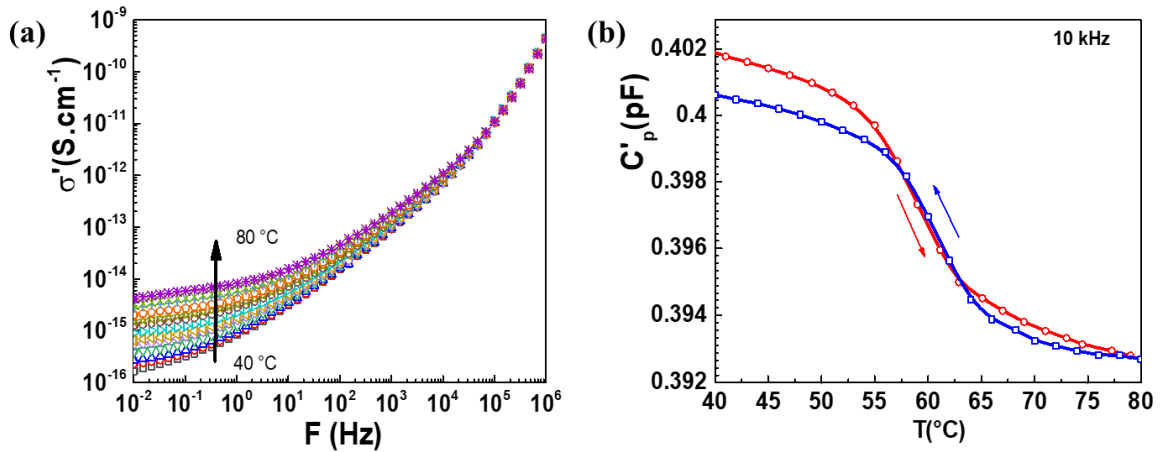 (a)
σ'(S.cm⁻¹)
10⁻⁹
10⁻¹⁰
10⁻¹¹
10⁻¹²
10⁻¹³
10⁻¹⁴
10⁻¹⁵
10⁻¹⁶
80 °C
40 °C
10⁻² 10⁻¹ 10⁰ 10¹ 10² 10³ 10⁴ 10⁵ 10⁶
F (Hz)
(b)
10 kHz
C'ₚ(pF)
0.402
0.4
0.398
0.396
0.394
0.392
40 45 50 55 60 65 70 75 80
T(°C)